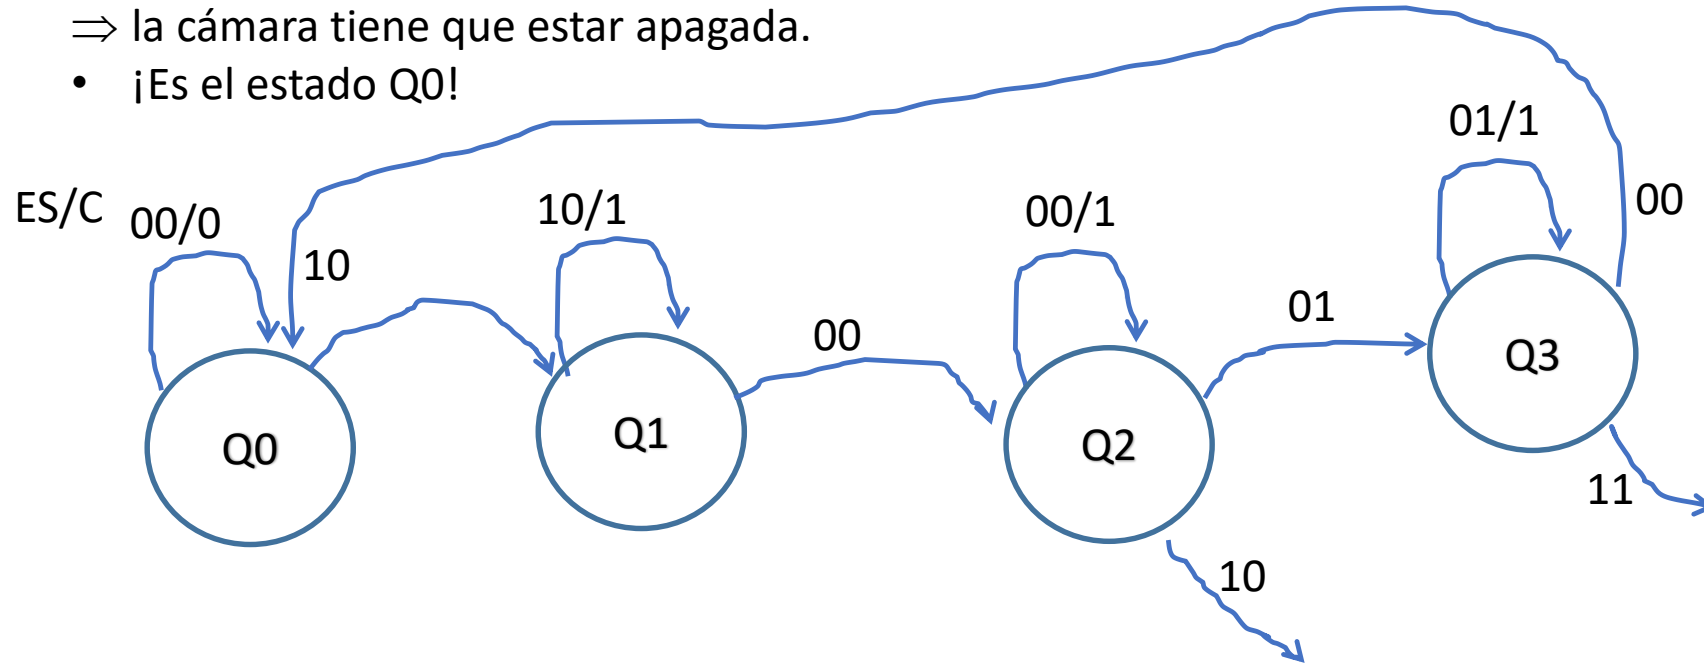 ⇒ la cámara tiene que estar apagada.
• ¡Es el estado Q0!
01/1
ES/C
00/0
10/1
00/1
00
10
00
01
Q0
Q1
Q2
Q3
11
10